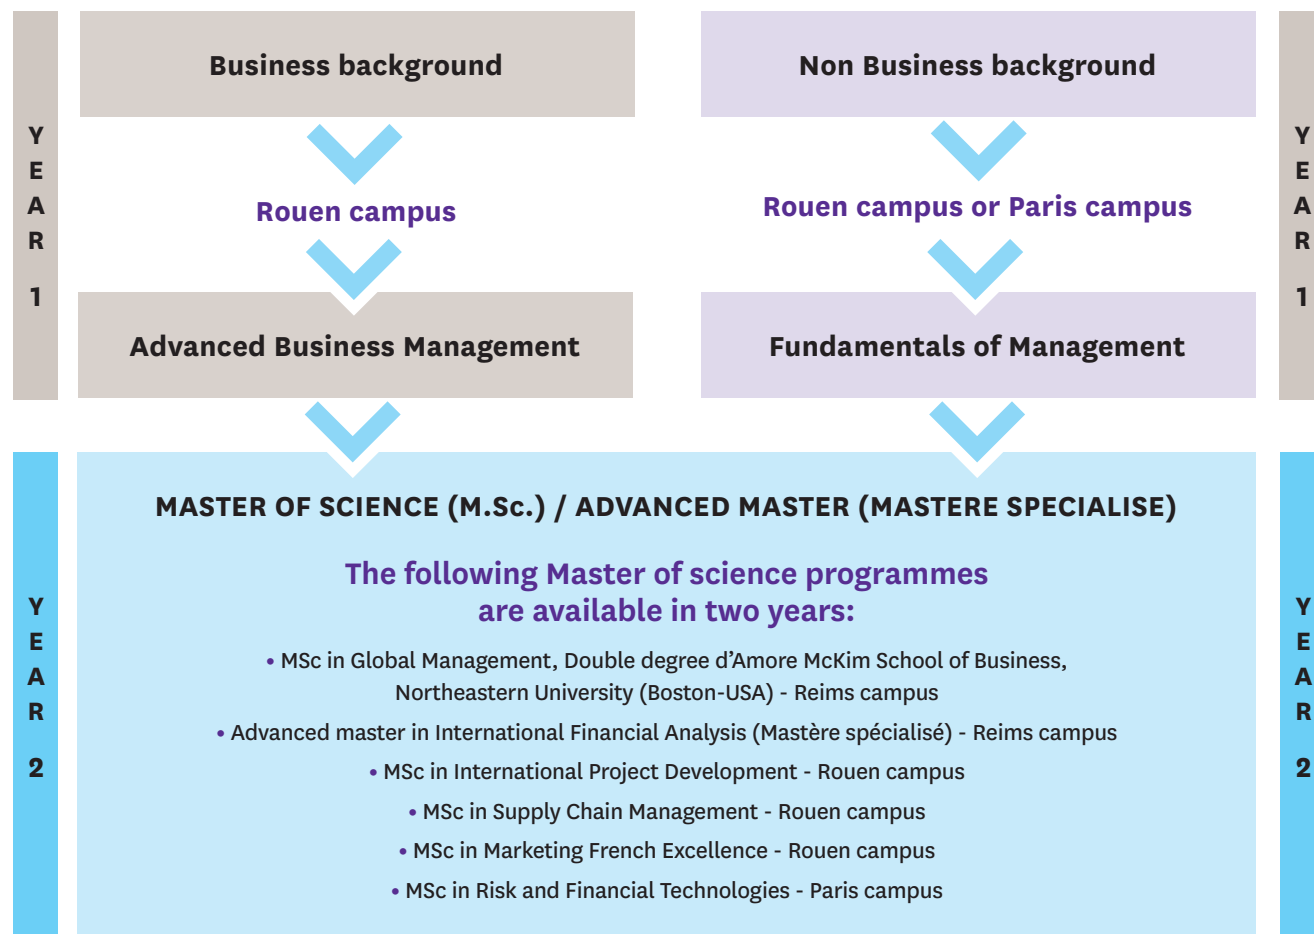 Business background
Non Business background
YEAR 1
YEAR 1
Rouen campus
Rouen campus or Paris campus
Advanced Business Management
Fundamentals of Management
YEAR 2
YEAR 2
MASTER OF SCIENCE (M.Sc.) / ADVANCED MASTER (MASTERE SPECIALISE)
The following Master of science programmes
are available in two years:
• MSc in Global Management, Double degree d’Amore McKim School of Business,
Northeastern University (Boston-USA) - Reims campus
• Advanced master in International Financial Analysis (Mastère spécialisé) - Reims campus
• MSc in International Project Development - Rouen campus
• MSc in Supply Chain Management - Rouen campus
• MSc in Marketing French Excellence - Rouen campus
• MSc in Risk and Financial Technologies - Paris campus